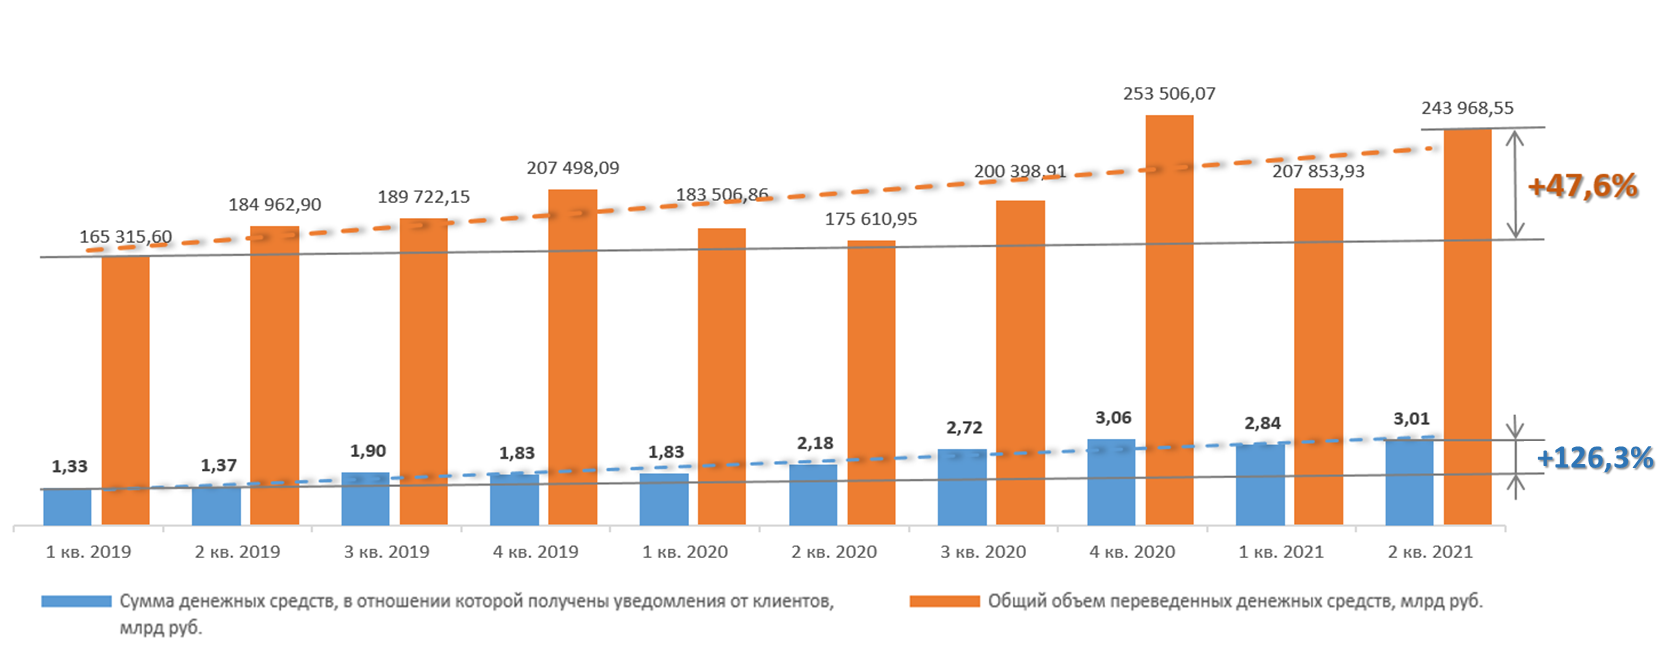 253 506,07
243 968,55
207 498,09
200 398,91
207 853,93
189 722,15
183 506,86
184 962,90
175 610,95
165 315,60
+47,6%
3,06
3,01
2,84
2,72
2,18
1,90
1,83
1,83
1,37
1,33
+126,3%
1 кв. 2019
2 кв. 2019
3 кв. 2019
4 кв. 2019
1 кв. 2020
2 кв. 2020
3 кв. 2020
4 кв. 2020
1 кв. 2021
2 кв. 2021
Сумма денежных средств, в отношении которой получены уведомления от клиентов,
млрд руб.
Общий объем переведенных денежных средств, млрд руб.